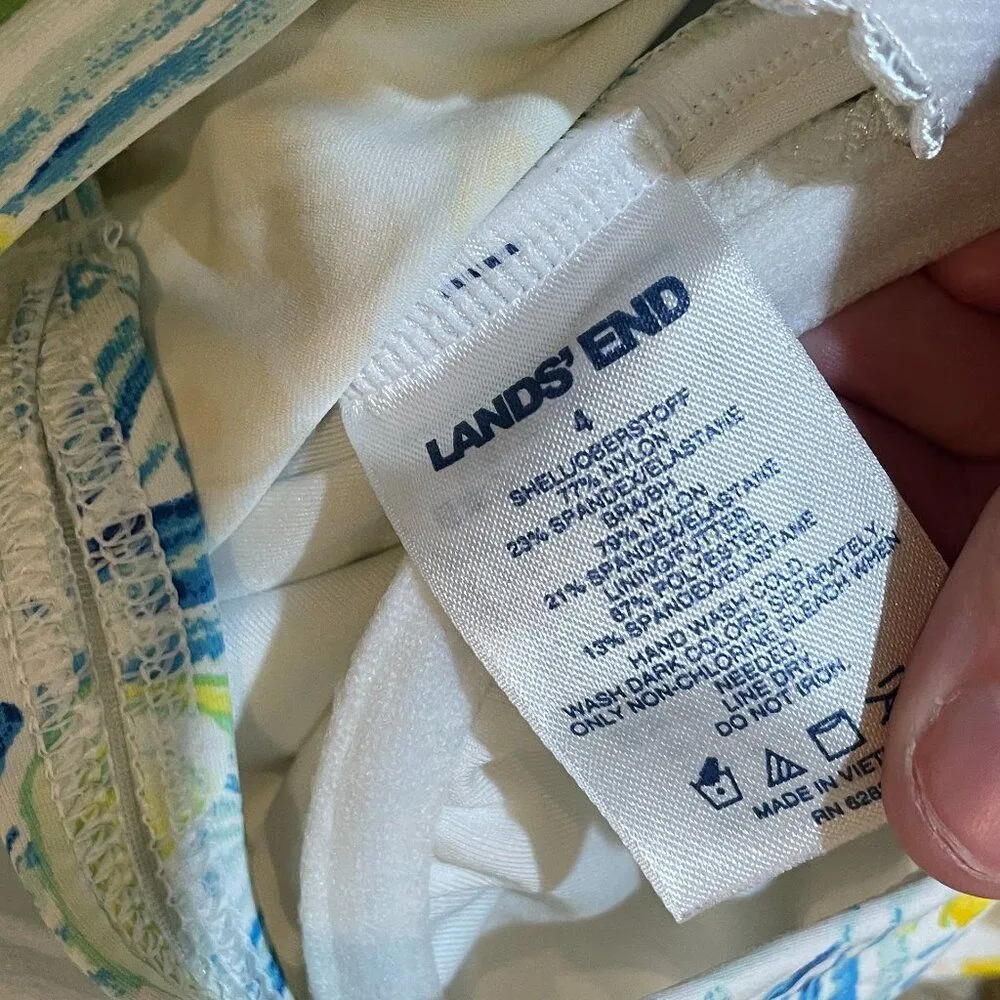 LANDS' END
4
SHELL/OBERSTOFF
77% NYLON
23% SPANDEX/ELASTANE
BRA/BH
79% NYLON
21% SPANDEX/ELASTANE
LINING/FUTTER
87% POLYESTER
13% SPANDEX/ELASTANE
HAND WASH COLD
WASH DARK COLORS SEPARATELY
ONLY NON-CHLORINE BLEACH WHEN
NEEDED
LINE DRY
DO NOT IRON
MADE IN VIET
RN 628